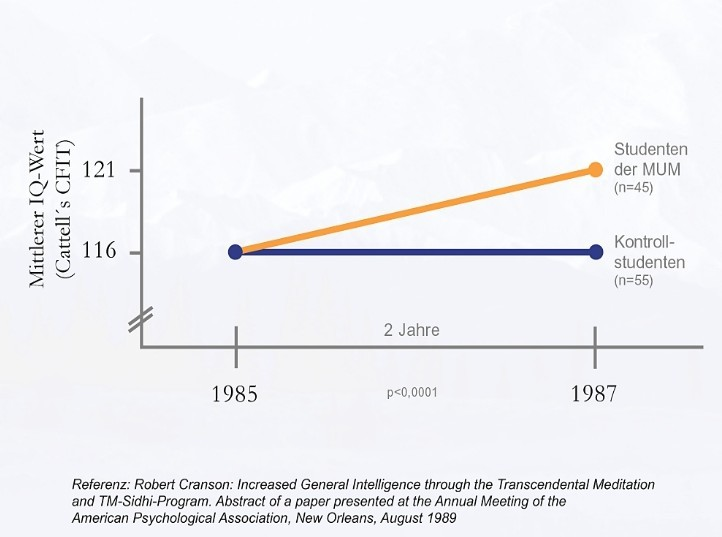 Mittlerer IQ-Wert
(Cattell´s CFIT)
121
116
Studenten
der MUM
(n=45)
Kontroll-
studenten
(n=55)
2 Jahre
1985
p<0,0001
1987
Referenz: Robert Cranson: Increased General Intelligence through the Transcendental Meditation
and TM-Sidhi-Program. Abstract of a paper presented at the Annual Meeting of the
American Psychological Association, New Orleans, August 1989